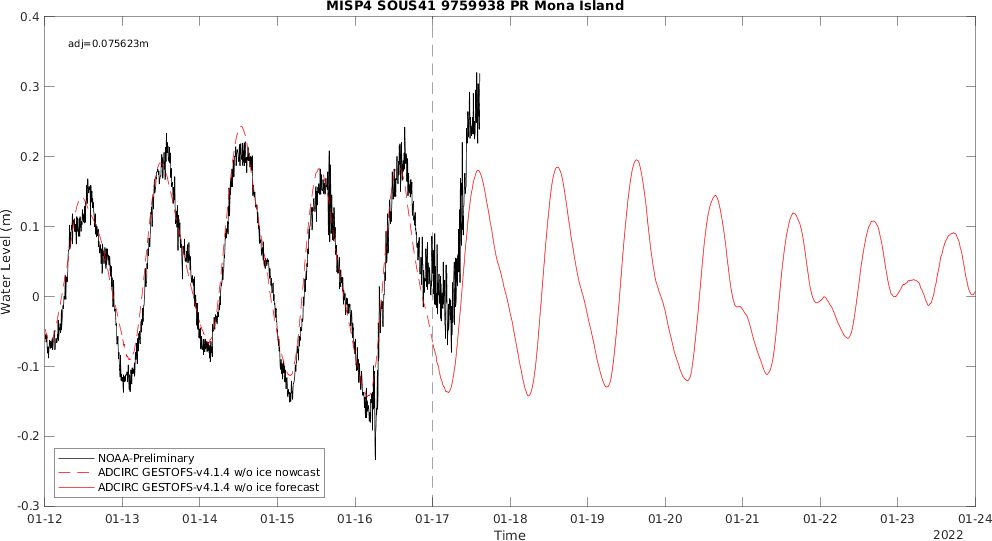 MISP4 SOUS41 9759938 PR Mona Island
adj=0.075623m
0.4
0.3
0.2
0.1
0
-0.1
-0.2
-0.3
Water Level (m)
NOAA-Preliminary
ADCIRC GESTOFS-v4.1.4 w/o ice nowcast
ADCIRC GESTOFS-v4.1.4 w/o ice forecast
01-12 01-13 01-14 01-15 01-16 01-17 01-18 01-19 01-20 01-21 01-22 01-23 01-24
Time
2022